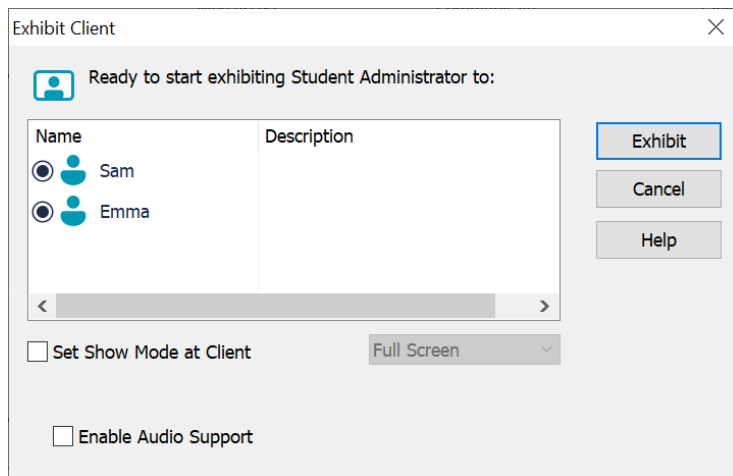 Exhibit Client
Ready to start exhibiting Student Administrator to:
Name Description
Sam
Emma
Exhibit
Cancel
Help
Set Show Mode at Client Full Screen
Enable Audio Support